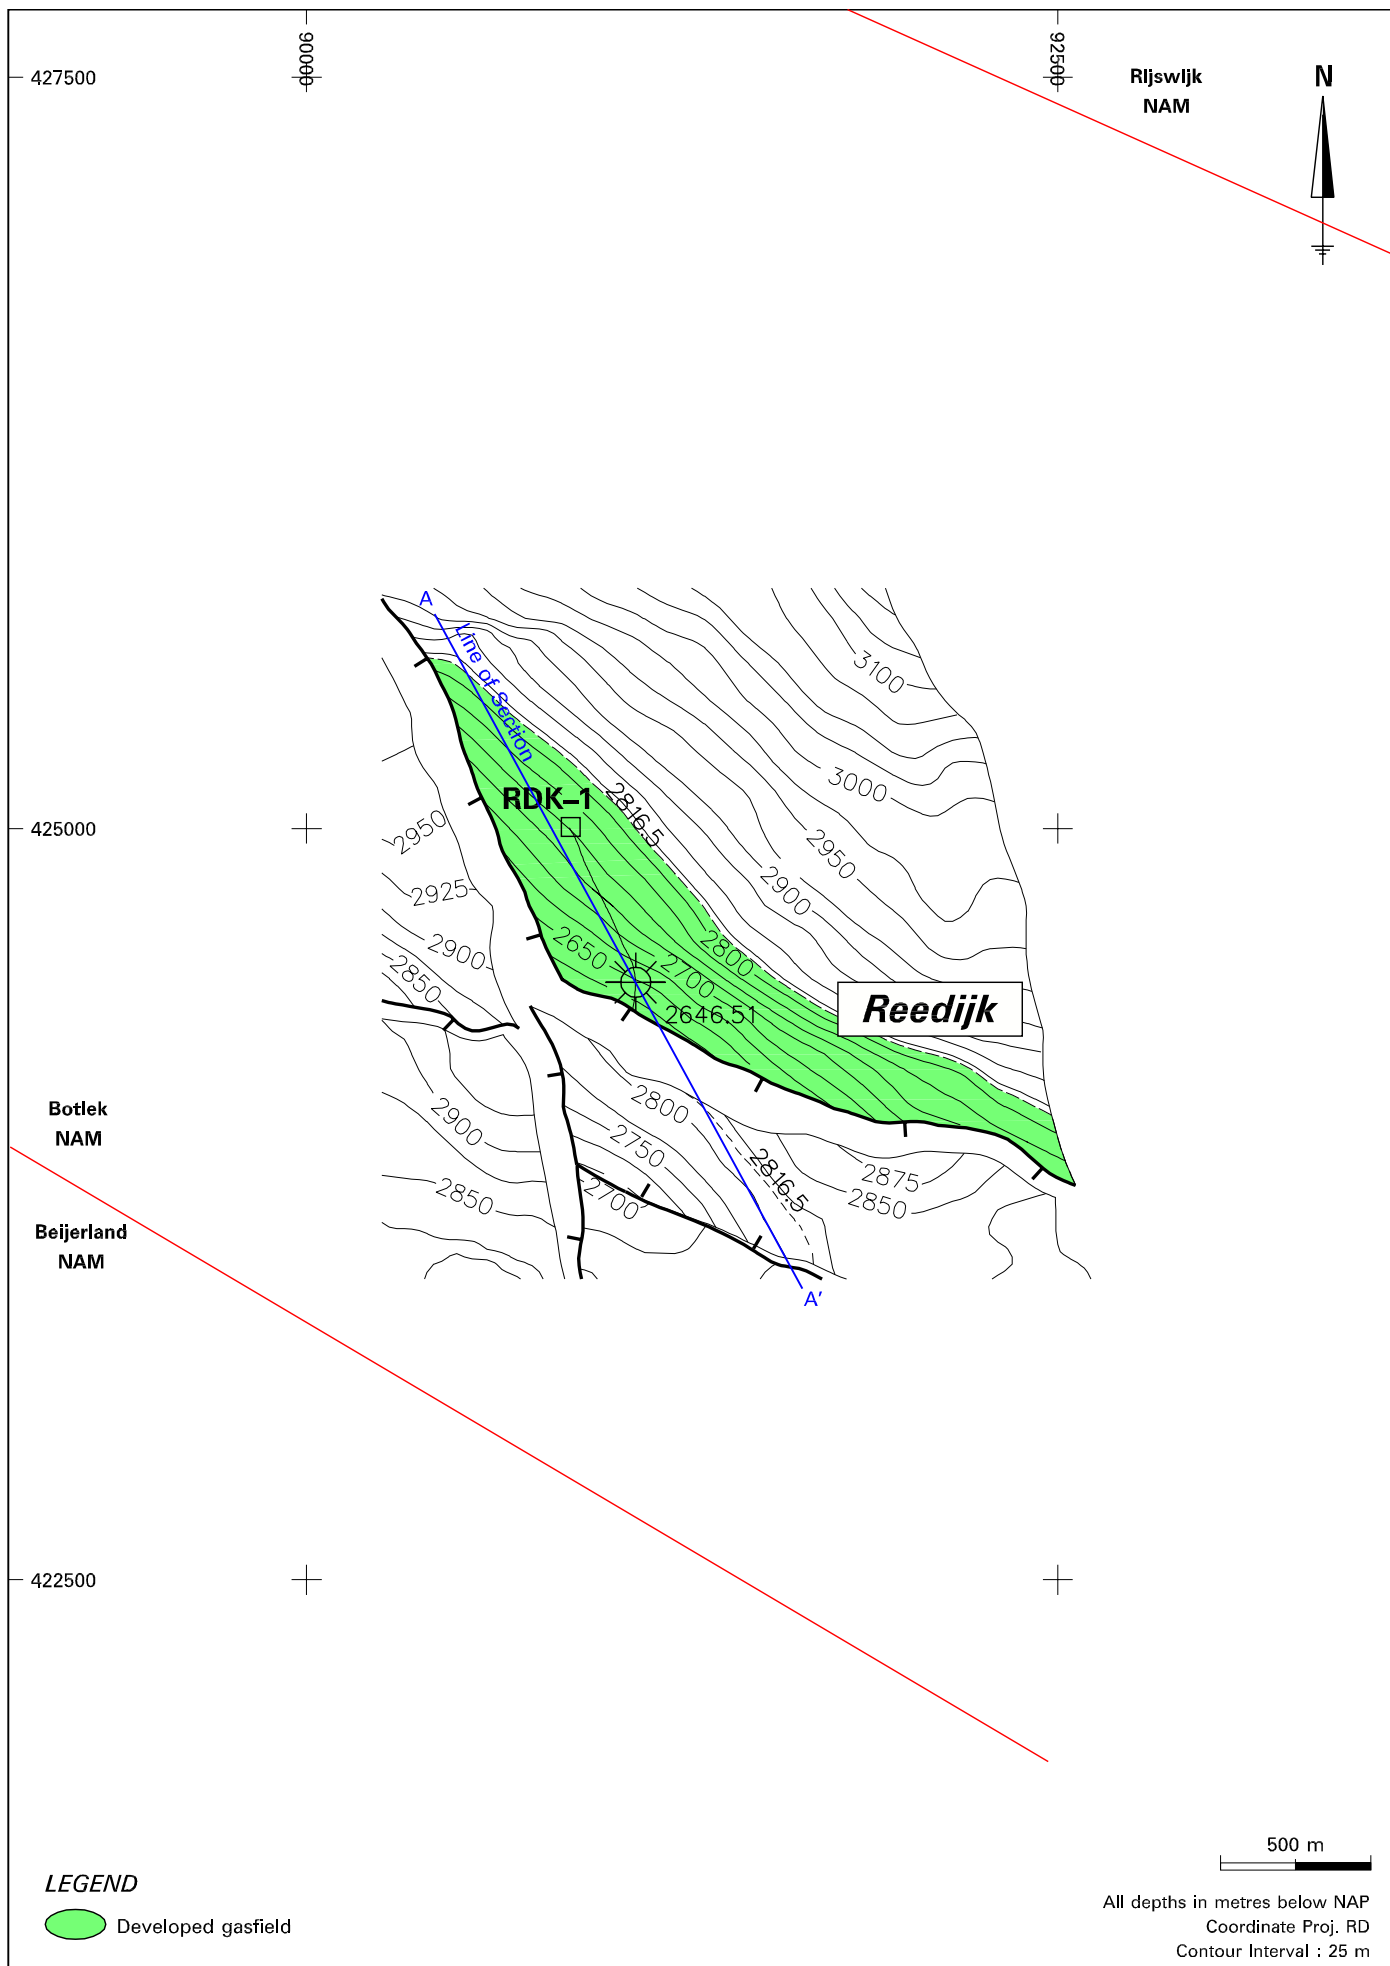 90000
92500
427500
RIjswIjk
NAM
N
A
Line of Section
3100
3000
RDK–1
2816.5
425000
2950
2950
2900
2925
2900
2850
2650
2700
2800
2646.51
Reedijk
2800
2900
2750
2816.5
2875
2850
2850
2700
Botlek
NAM
Beijerland
NAM
A'
422500
500 m
LEGEND
Developed gasfield
All depths in metres below NAP
Coordinate Proj. RD
Contour Interval : 25 m